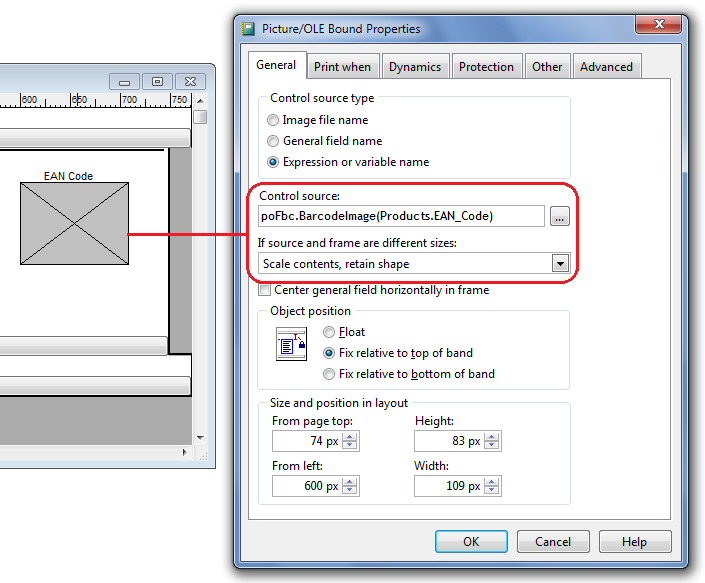 Picture/OLE Bound Properties
General Print when Dynamics Protection Other Advanced
600 650 700 750
EAN Code
Control source type
Image file name
General field name
Expression or variable name
Control source:
poFbc.BarcodeImage(Products.EAN_Code)
...
If source and frame are different sizes:
Scale contents, retain shape
Center general field horizontally in frame
Object position
Float
Fix relative to top of band
Fix relative to bottom of band
Size and position in layout
From page top: Height:
74 px 83 px
From left: Width:
600 px 109 px
OK Cancel Help